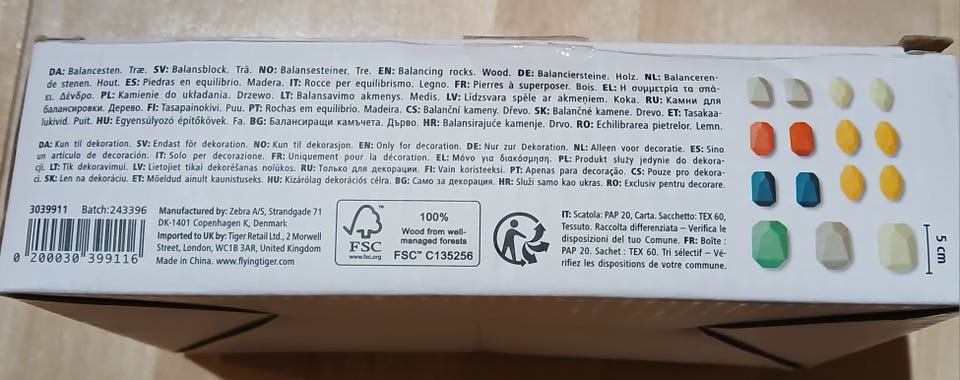 DA: Balancesten. Træ. SV: Balansblock. Trä. NO: Balansesteiner. Tre. EN: Balancing rocks. Wood. DE: Balanciersteine. Holz. NL: Balanceren-
de stenen. Hout. ES: Piedras en equilibrio. Madera. IT: Rocce per equilibrismo. Legno. FR: Pierres à superposer. Bois. EL: Η συμμετρία τα σπά-
ει. Δένδρο. PL: Kamienie do układania. Drzewo. LT: Balansavimo akmenys. Medis. LV: Līdzsvara spēle ar akmeņiem. Koka. RU: Камни для
балансировки. Дерево. FI: Tasapainokivi. Puu. PT: Rochas em equilíbrio. Madeira. CS: Balanční kameny. Dřevo. SK: Balančné kamene. Drevo. ET: Tasakaa-
lukivid. Puit. HU: Egyensúlyozó építőkövek. Fa. BG: Балансиращи камъчета. Дърво. HR: Balansirajuće kamenje. Drvo. RO: Echilibrarea pietrelor. Lemn.
DA: Kun til dekoration. SV: Endast för dekoration. NO: Kun til dekorasjon. EN: Only for decoration. DE: Nur zur Dekoration. NL: Alleen voor decoratie. ES: Sino
un artículo de decoración. IT: Solo per decorazione. FR: Uniquement pour la décoration. EL: Μόνο για διακόσμηση. PL: Produkt służy jedynie do dekora-
cji. LT: Tik dekoravimui. LV: Lietojiet tikai dekorēšanas nolūkos. RU: Только для декорации. FI: Vain koristeeksi. PT: Apenas para decoração. CS: Pouze pro dekora-
ci. SK: Len na dekoráciu. ET: Mõeldud ainult kaunistuseks. HU: Kizárólag dekorációs célra. BG: Само за декорация. HR: Služi samo kao ukras. RO: Exclusiv pentru decorare.
3039911 Batch:243396
0 200030 399116
Manufactured by: Zebra A/S, Strandgade 71
DK-1401 Copenhagen K, Denmark
Imported to UK by: Tiger Retail Ltd., 2 Morwell
Street, London, WC1B 3AR, United Kingdom
Made in China. www.flyingtiger.com
FSC
www.fsc.org
100%
Wood from well-
managed forests
FSC™ C135256
IT: Scatola: PAP 20, Carta. Sacchetto: TEX 60,
Tessuto. Raccolta differenziata – Verifica le
disposizioni del tuo Comune. FR: Boîte :
PAP 20. Sachet : TEX 60. Tri sélectif – Vé-
rifiez les dispositions de votre commune.
5 cm